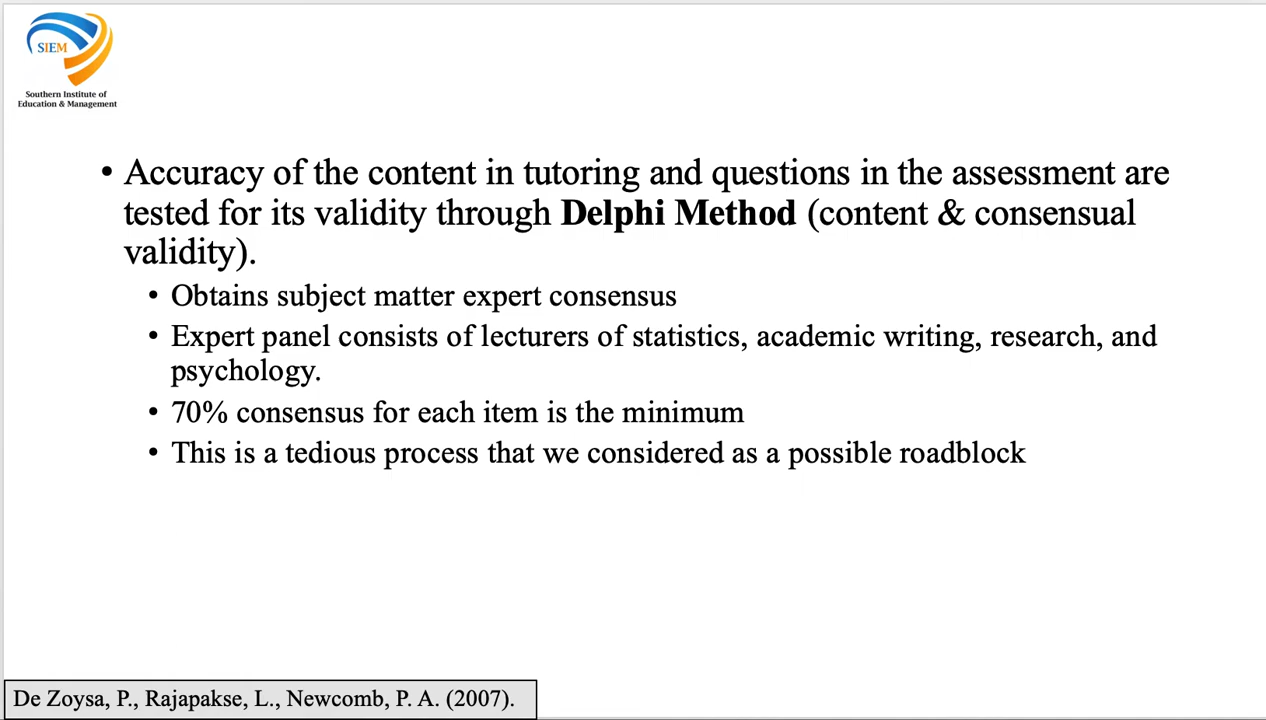 SIEM
Southern Institute of
Education & Management
• Accuracy of the content in tutoring and questions in the assessment are
tested for its validity through Delphi Method (content & consensual
validity).
• Obtains subject matter expert consensus
• Expert panel consists of lecturers of statistics, academic writing, research, and
psychology.
• 70% consensus for each item is the minimum
• This is a tedious process that we considered as a possible roadblock
De Zoysa, P., Rajapakse, L., Newcomb, P. A. (2007).